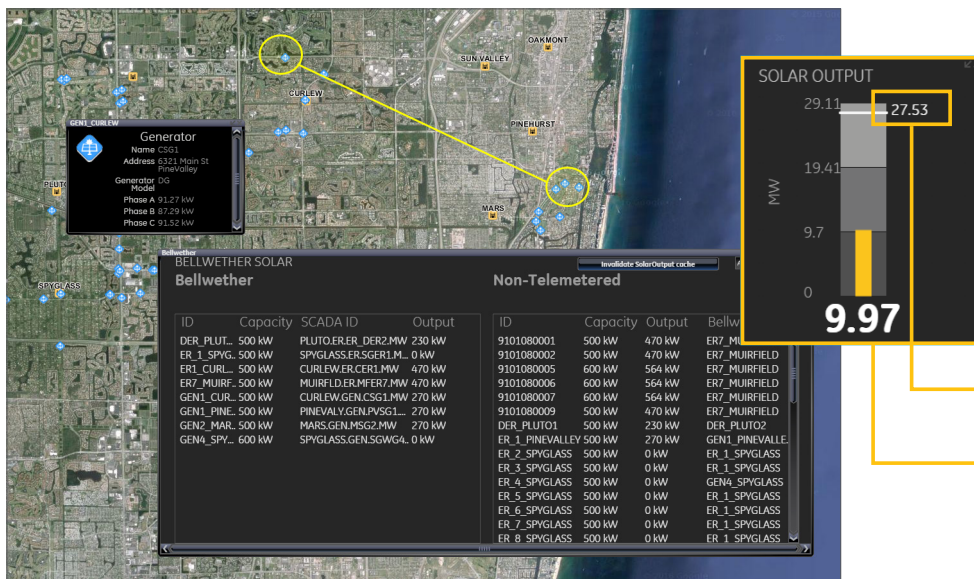 OAKMONT
SUN VALLEY
CURLEW
PINEHURST
MARS
SPYGLASS
GEN1_CURLEW
Generator
Name CSG1
Address 6321 Main St
PineValley
Generator DG
Model
Phase A 91.27 kW
Phase B 87.29 kW
Phase C 91.52 kW
SOLAR OUTPUT
29.11
27.53
19.41
MW
9.7
0
9.97
Bellwether
BELLWETHER SOLAR
Invalidate SolarOutput cache
Bellwether
ID Capacity SCADA ID Output
DER_PLUT... 500 kW PLUTO.ER.ER_DER2.MW 230 kW
ER_1_SPYG.. 500 kW SPYGLASS.ER.SGER1.M... 0 kW
ER1_CURL... 500 kW CURLEW.ER.CER1.MW 470 kW
ER7_MUIRF.. 500 kW MUIRFLD.ER.MFER7.MW 470 kW
GEN1_CUR... 500 kW CURLEW.GEN.CSG1.MW 270 kW
GEN1_PINE.. 500 kW PINEVALY.GEN.PVSG1.... 270 kW
GEN2_MAR.. 500 kW MARS.GEN.MSG2.MW 270 kW
GEN4_SPY... 600 kW SPYGLASS.GEN.SGWG4.. 0 kW
Non-Telemetered
ID Capacity Output
9101080001 500 kW 470 kW
9101080002 500 kW 470 kW ER7_MUIRFIELD
9101080005 600 kW 564 kW ER7_MUIRFIELD
9101080006 600 kW 564 kW ER7_MUIRFIELD
9101080007 600 kW 564 kW ER7_MUIRFIELD
9101080009 500 kW 470 kW ER7_MUIRFIELD
DER_PLUTO1 500 kW 230 kW DER_PLUTO2
ER_1_PINEVALLEY 500 kW 270 kW GEN1_PINEVALLE..
ER_2_SPYGLASS 500 kW 0 kW ER_1_SPYGLASS
ER_3_SPYGLASS 500 kW 0 kW ER_1_SPYGLASS
ER_4_SPYGLASS 500 kW 0 kW GEN4_SPYGLASS
ER_5_SPYGLASS 500 kW 0 kW ER_1_SPYGLASS
ER_6_SPYGLASS 500 kW 0 kW ER_1_SPYGLASS
ER_7_SPYGLASS 500 kW 0 kW ER_1_SPYGLASS
ER_8_SPYGLASS 500 kW 0 kW ER_1_SPYGLASS